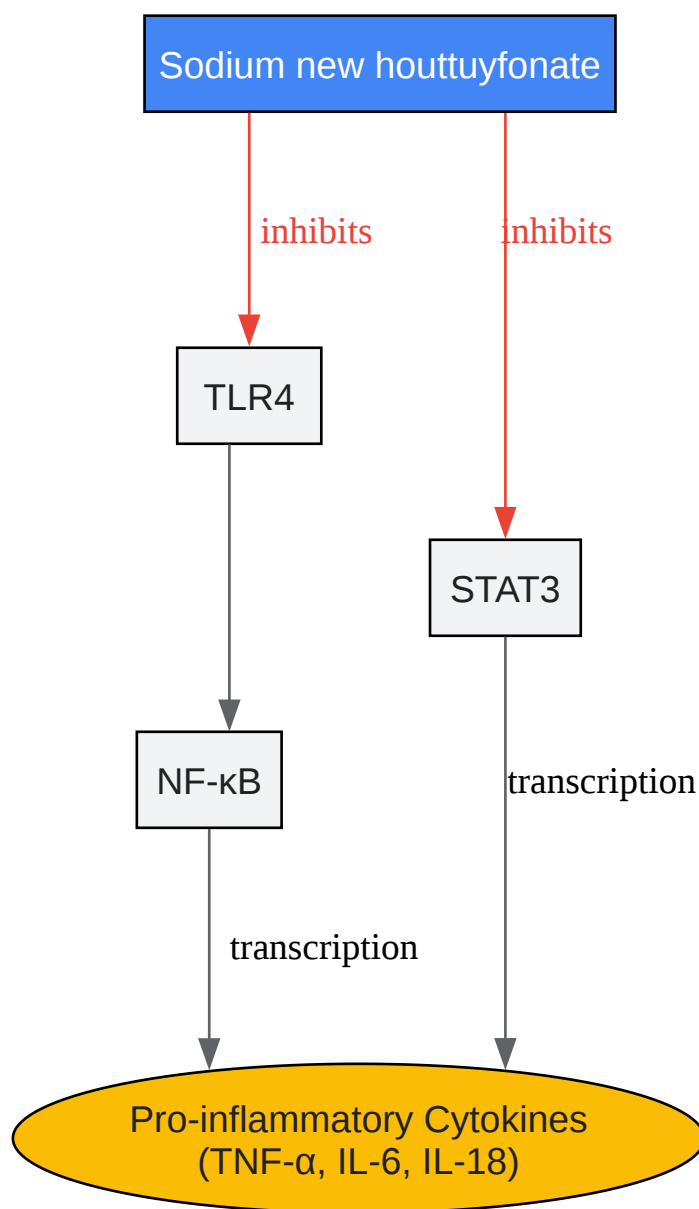 Sodium new houttuyfonate
inhibits
inhibits
TLR4
STAT3
NF-κB
transcription
transcription
Pro-inflammatory Cytokines
(TNF-α, IL-6, IL-18)